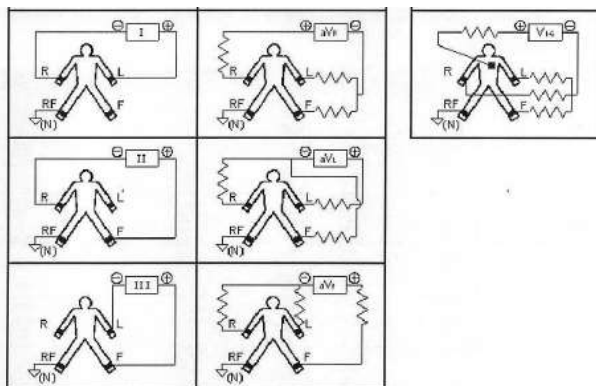 ⊖ I ⊕
R L
RF F
(N)
aVR
R L
RF F
(N)
⊕ V1-6 ⊖
R L
RF F
(N)
⊖ II ⊕
R L'
RF F
(N)
⊖ aVL ⊕
R L
RF F
(N)
⊖ III ⊕
R L
RF F
(N)
⊖ aVF ⊕
R L
RF F
(N)